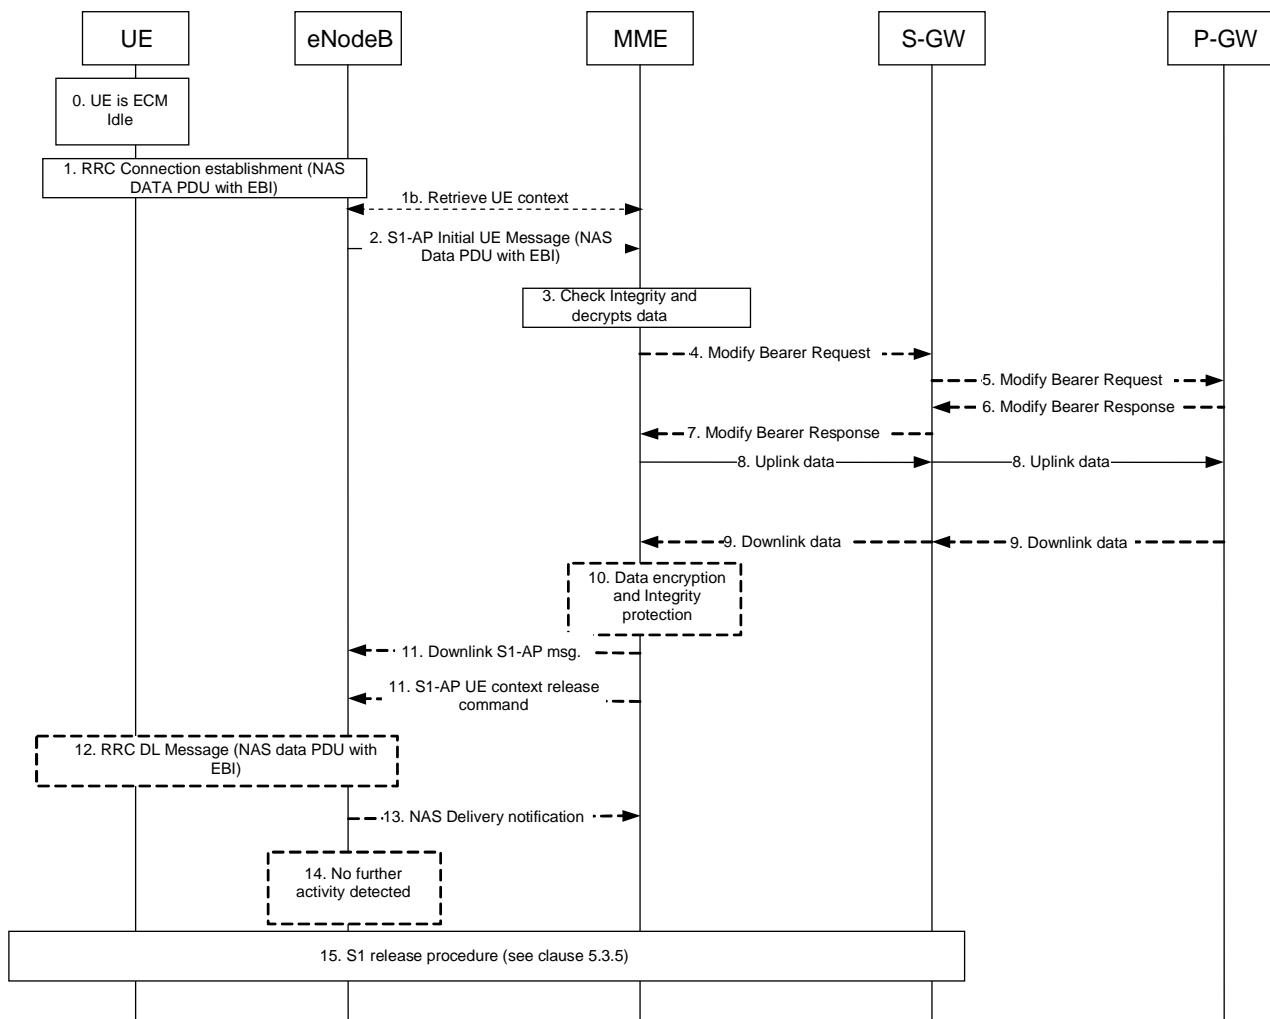 UE
eNodeB
MME
S-GW
P-GW
0. UE is ECM
Idle
1. RRC Connection establishment (NAS
DATA PDU with EBI)
1b. Retrieve UE context
2. S1-AP Initial UE Message (NAS
Data PDU with EBI)
3. Check Integrity and
decrypts data
4. Modify Bearer Request
5. Modify Bearer Request
6. Modify Bearer Response
7. Modify Bearer Response
8. Uplink data
8. Uplink data
9. Downlink data
9. Downlink data
10. Data encryption
and Integrity
protection
11. Downlink S1-AP msg.
11. S1-AP UE context release
command
12. RRC DL Message (NAS data PDU with
EBI)
13. NAS Delivery notification
14. No further
activity detected
15. S1 release procedure (see clause 5.3.5)